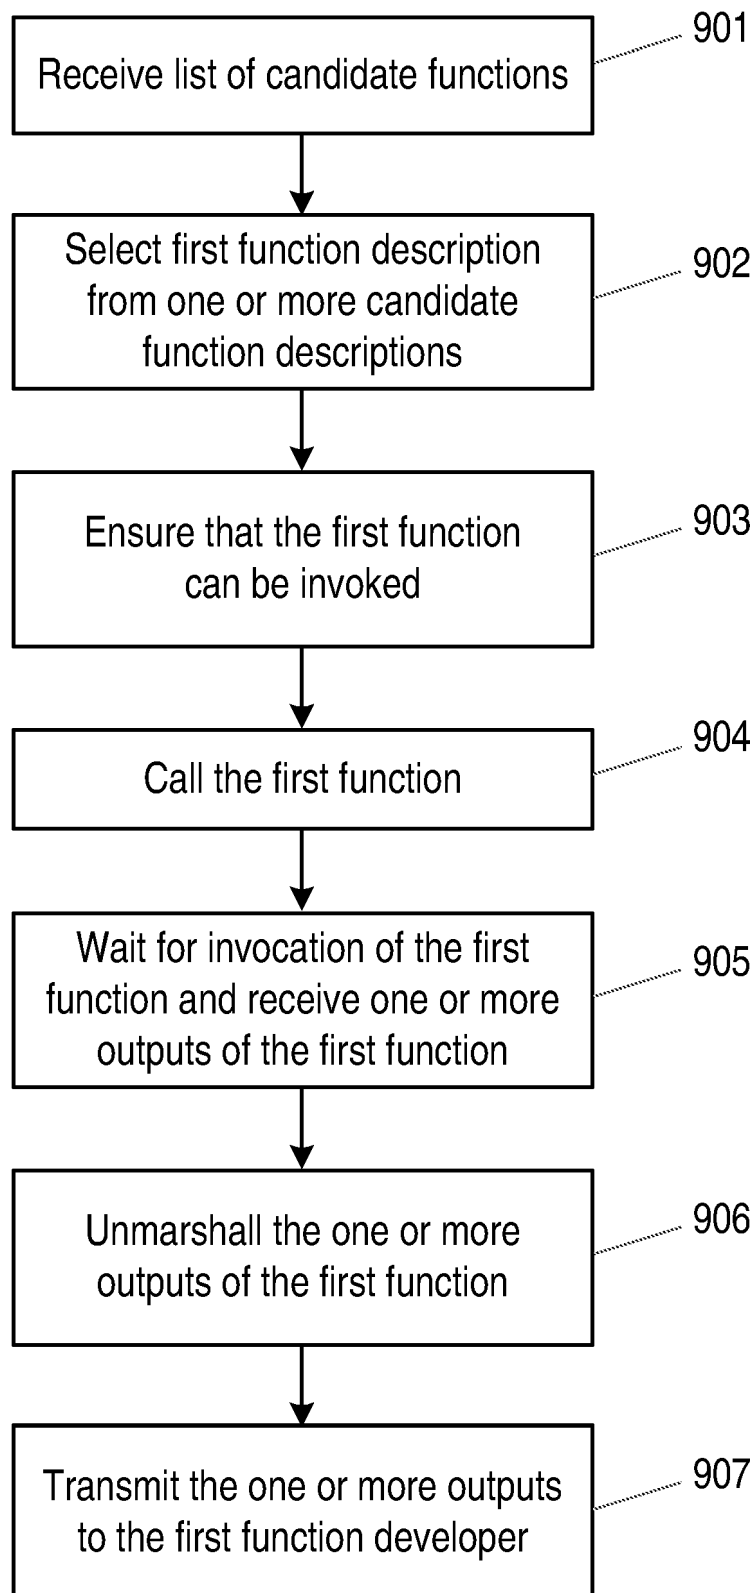 Receive list of candidate functions
901
Select first function description
from one or more candidate
function descriptions
902
Ensure that the first function
can be invoked
903
Call the first function
904
Wait for invocation of the first
function and receive one or more
outputs of the first function
905
Unmarshall the one or more
outputs of the first function
906
Transmit the one or more outputs
to the first function developer
907